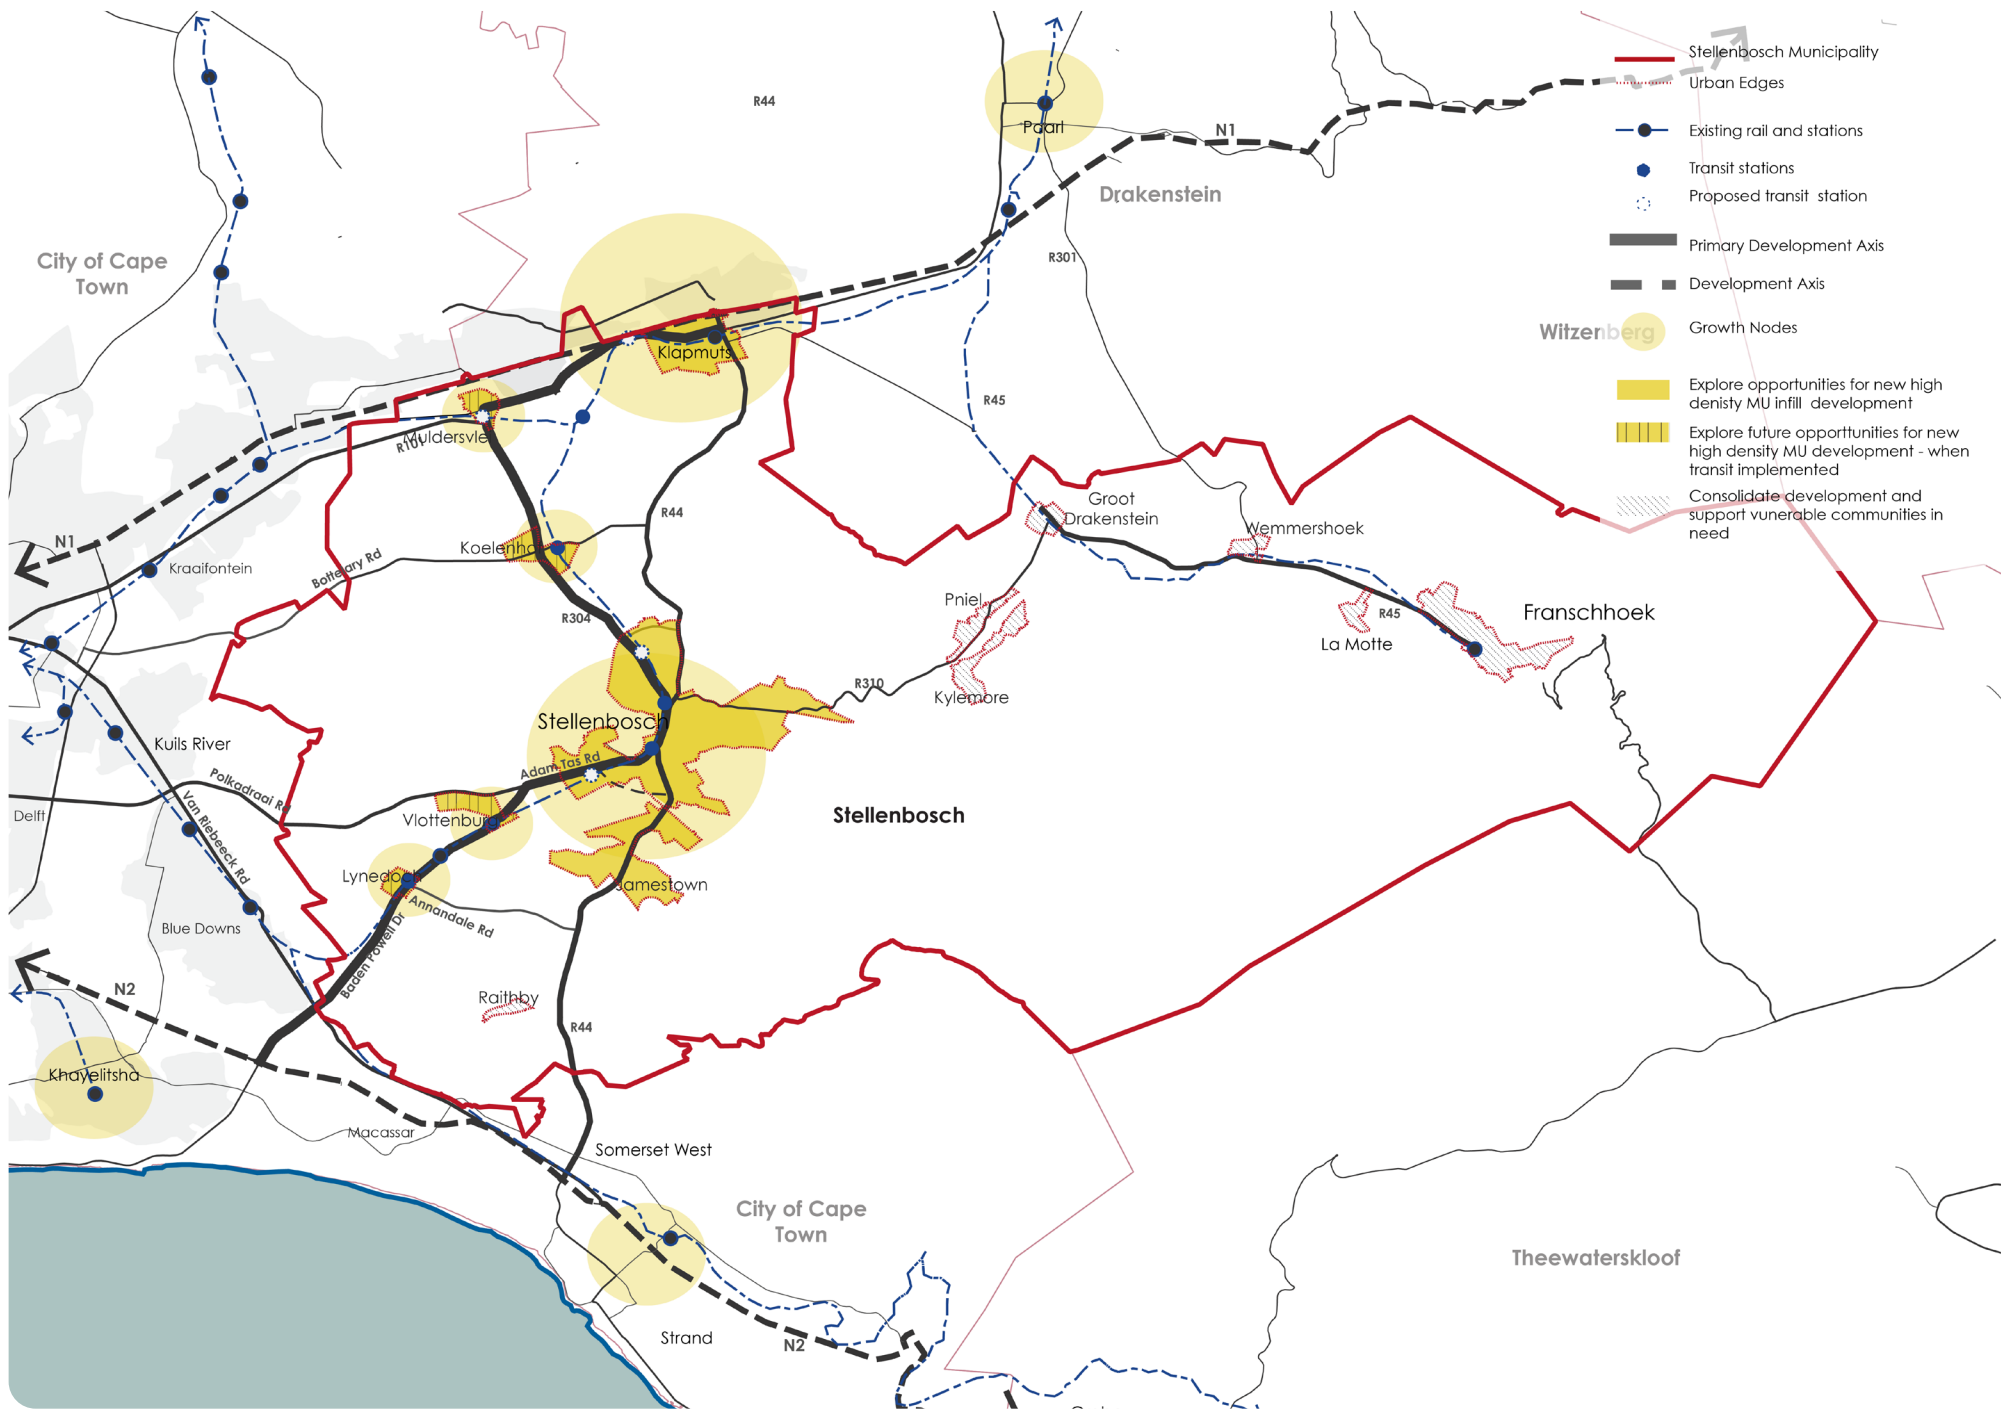 Stellenbosch Municipality
Urban Edges
R44
Paarl
N1
Existing rail and stations
Transit stations
Drakenstein
Proposed transit station
City of Cape
Town
R301
Primary Development Axis
Development Axis
Witzenberg
Growth Nodes
Klapmuts
Explore opportunities for new high
denisty MU infill development
R45
Muldersvlei
R101
Explore future opporttunities for new
high density MU development - when
transit implemented
Groot
Drakenstein
Consolidate development and
support vunerable communities in
need
R44
Wemmershoek
N1
Koelenhof
Kraaifontein
Bottelary Rd
Pniel
R304
R45
Franschhoek
La Motte
R310
Kylemore
Stellenbosch
Kuils River
Adam Tas Rd
Polkadraai Rd
Van Riebeeck Rd
Delft
Vlottenburg
Stellenbosch
Lynedoch
Jamestown
Annandale Rd
Blue Downs
Baden Powell Dr
N2
Raithby
R44
Khayelitsha
Macassar
Somerset West
City of Cape
Town
Theewaterskloof
Strand
N2